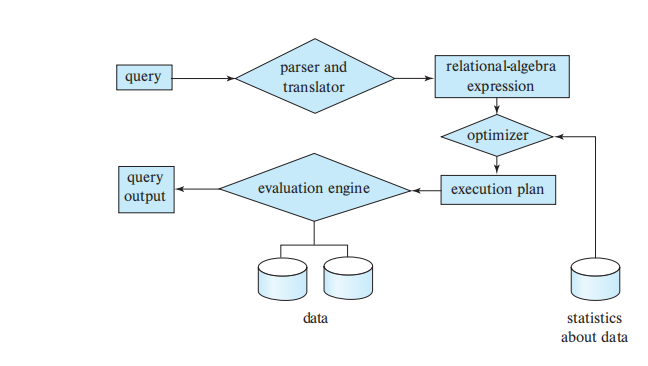 query
parser and
translator
relational-algebra
expression
optimizer
query
output
evaluation engine
execution plan
data
statistics
about data